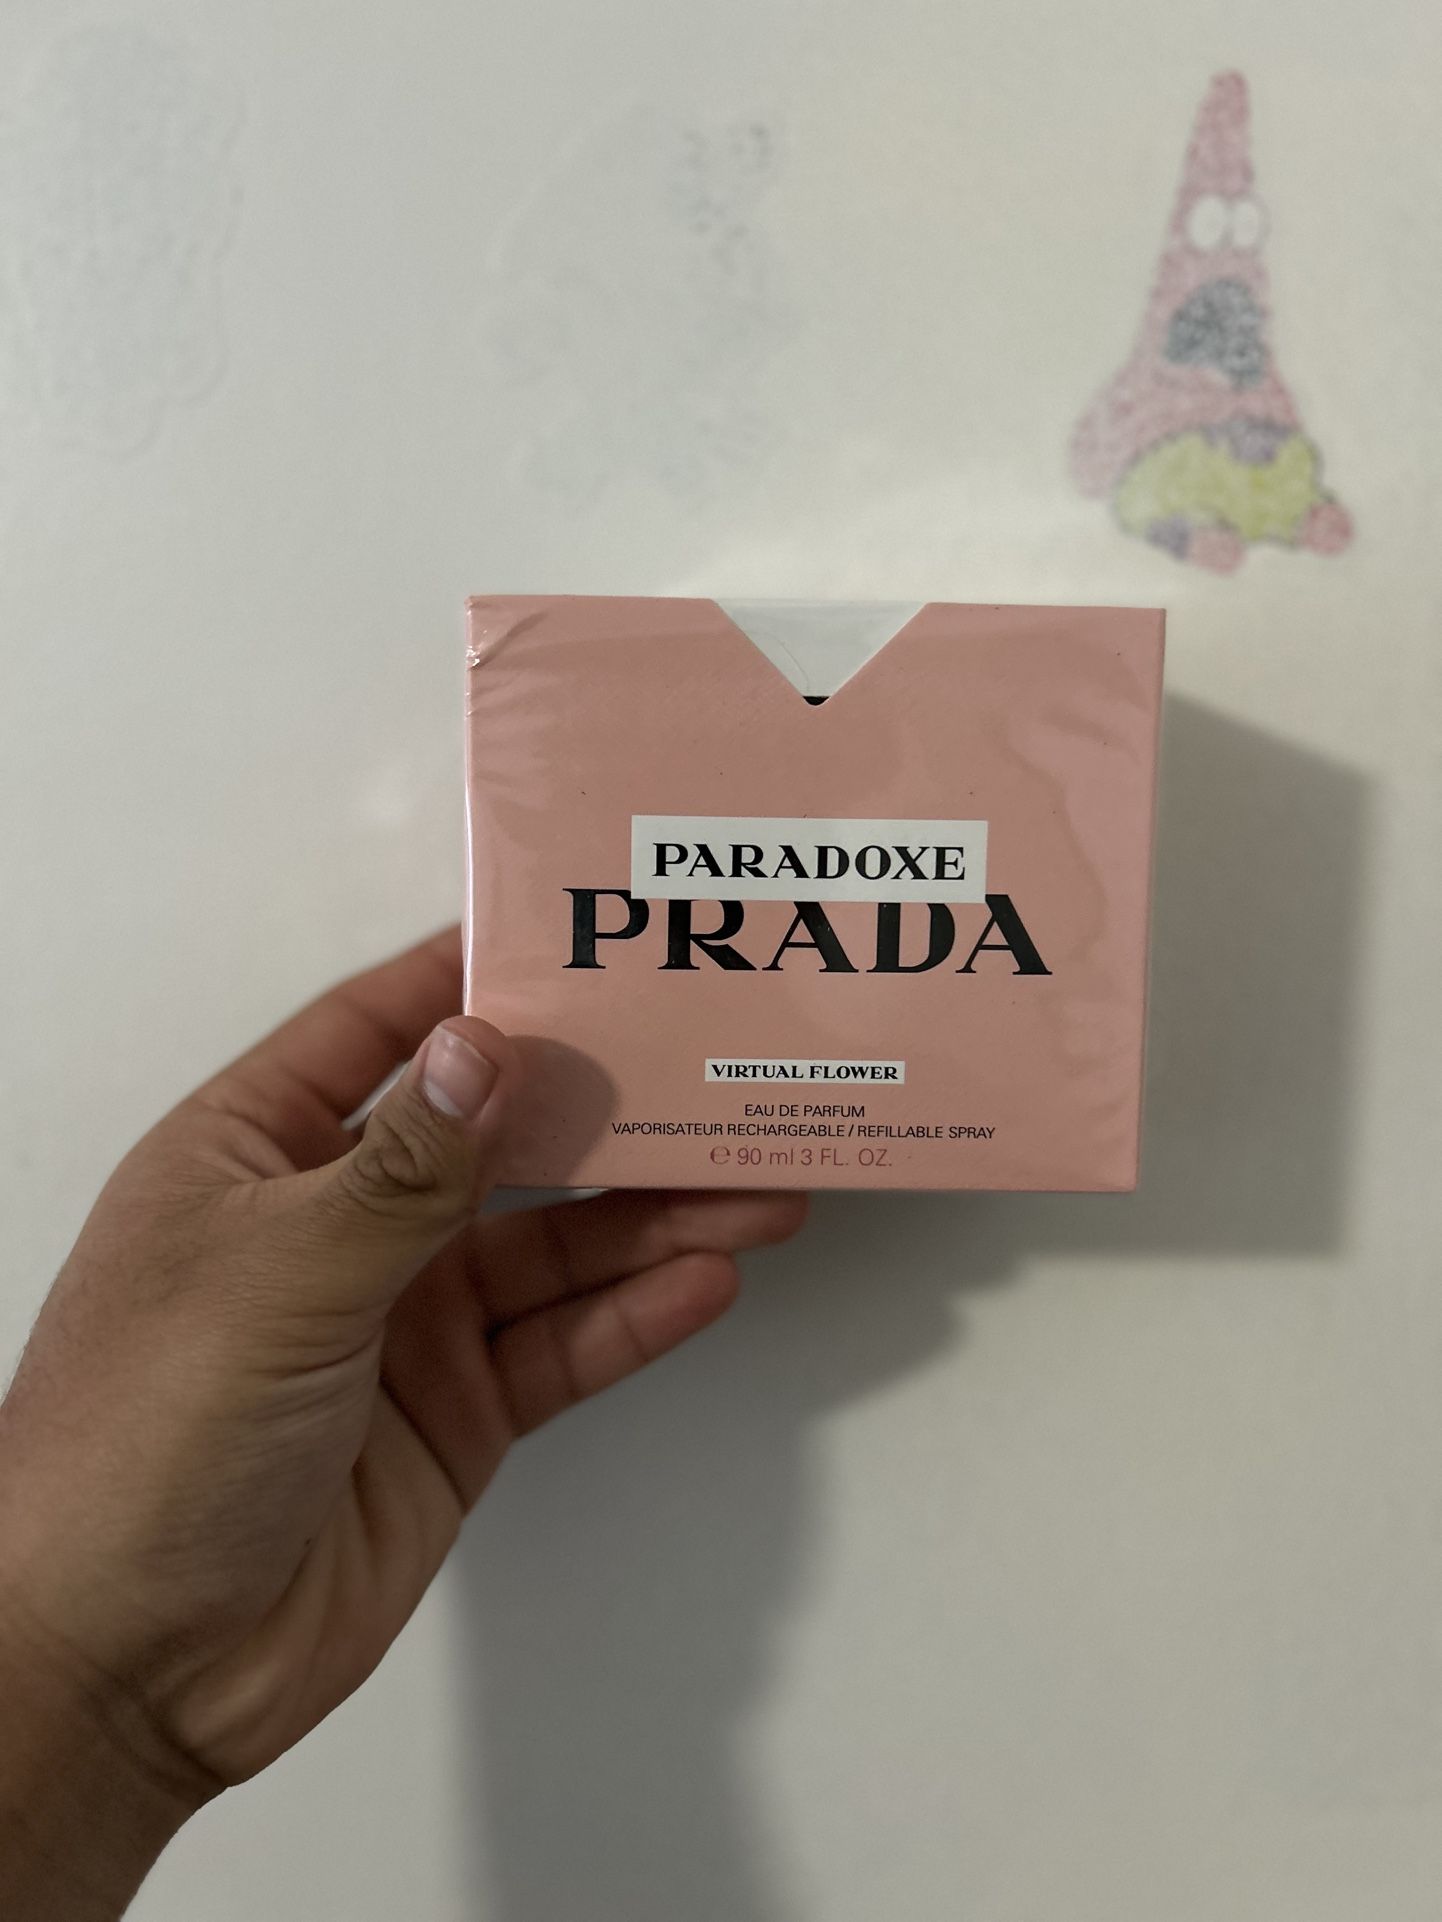 PARADOXE
PRADA
VIRTUAL FLOWER
EAU DE PARFUM
VAPORISATEUR RECHARGEABLE / REFILLABLE SPRAY
℮ 90 ml 3 FL. OZ.